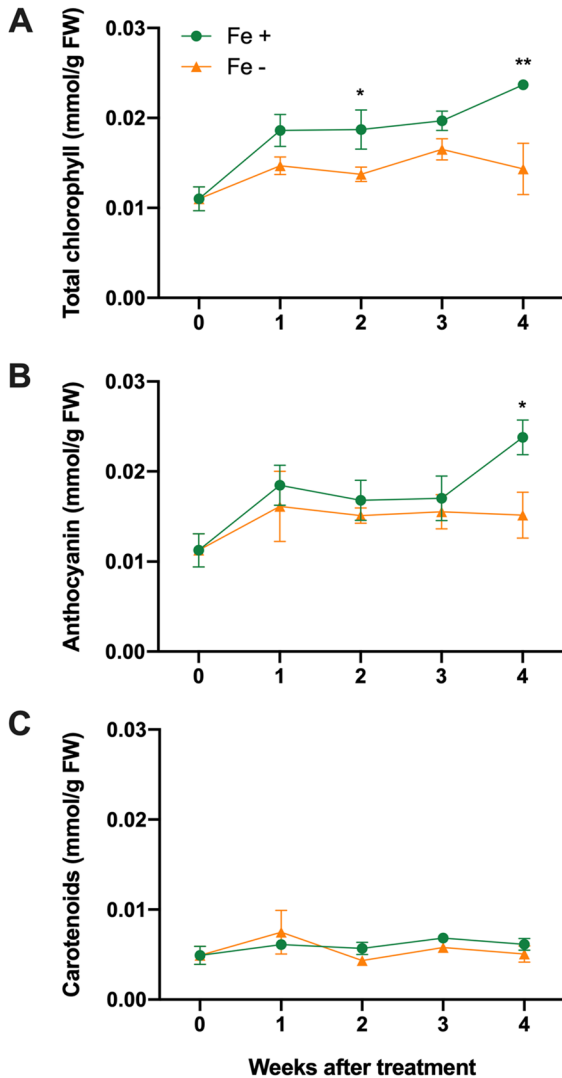 A
Total chlorophyll (mmol/g FW)
0.03
0.02
0.01
0.00
Fe +
Fe -
*
**
0 1 2 3 4
B
Anthocyanin (mmol/g FW)
0.03
0.02
0.01
0.00
*
0 1 2 3 4
C
Carotenoids (mmol/g FW)
0.03
0.02
0.01
0.00
0 1 2 3 4
Weeks after treatment